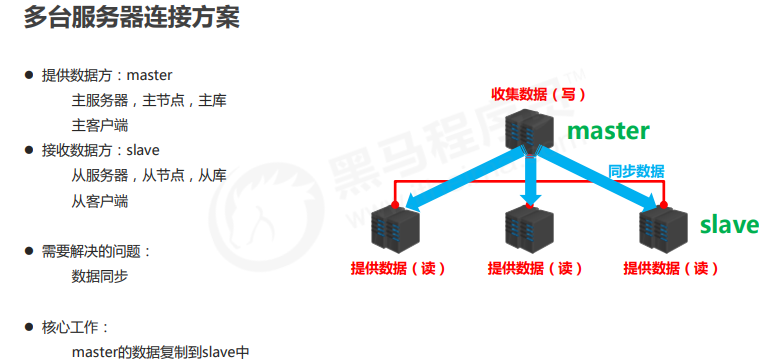 多台服务器连接方案
● 提供数据方：master
主服务器，主节点，主库
主客户端
● 接收数据方：slave
从服务器，从节点，从库
从客户端
● 需要解决的问题：
数据同步
● 核心工作：
master的数据复制到slave中
收集数据（写）
master
同步数据
slave
提供数据（读）
提供数据（读）
提供数据（读）
黑马程序